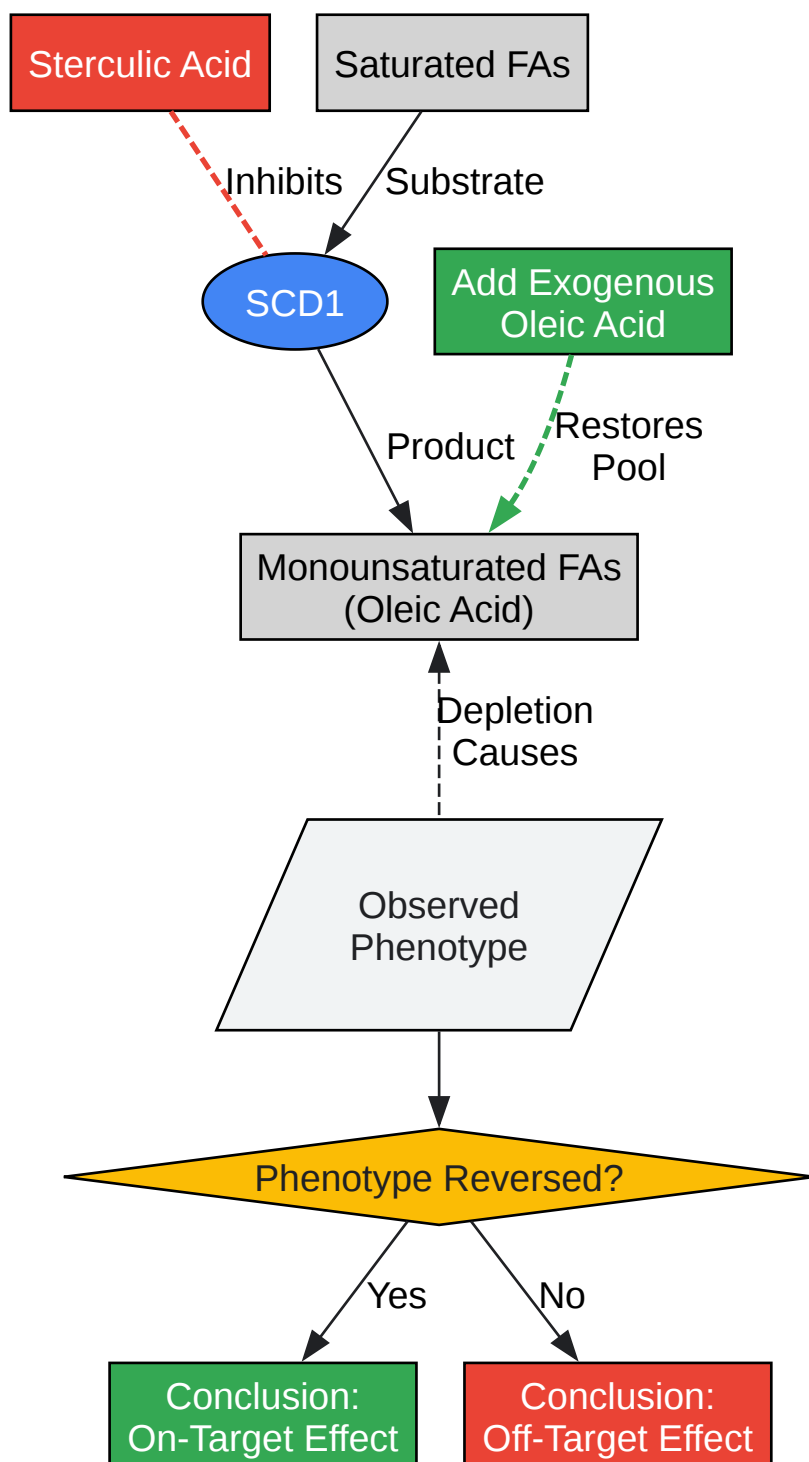 Sterculic Acid
Saturated FAs
Inhibits
Substrate
SCD1
Add Exogenous
Oleic Acid
Product
Restores
Pool
Monounsaturated FAs
(Oleic Acid)
Depletion
Causes
Observed
Phenotype
Phenotype Reversed?
Yes
No
Conclusion:
On-Target Effect
Conclusion:
Off-Target Effect